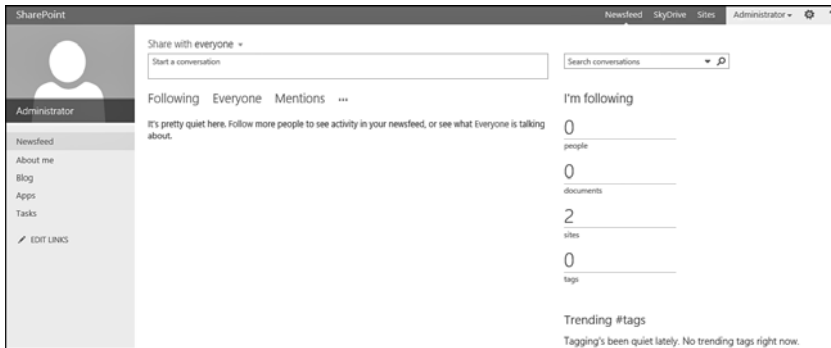 SharePoint
Newsfeed SkyDrive Sites Administrator
Administrator
Newsfeed
About me
Blog
Apps
Tasks
EDIT LINKS
Share with everyone
Start a conversation
Following Everyone Mentions ...
It's pretty quiet here. Follow more people to see activity in your newsfeed, or see what Everyone is talking
about.
Search conversations
I'm following
0
people
0
documents
2
sites
0
tags
Trending #tags
Tagging's been quiet lately. No trending tags right now.